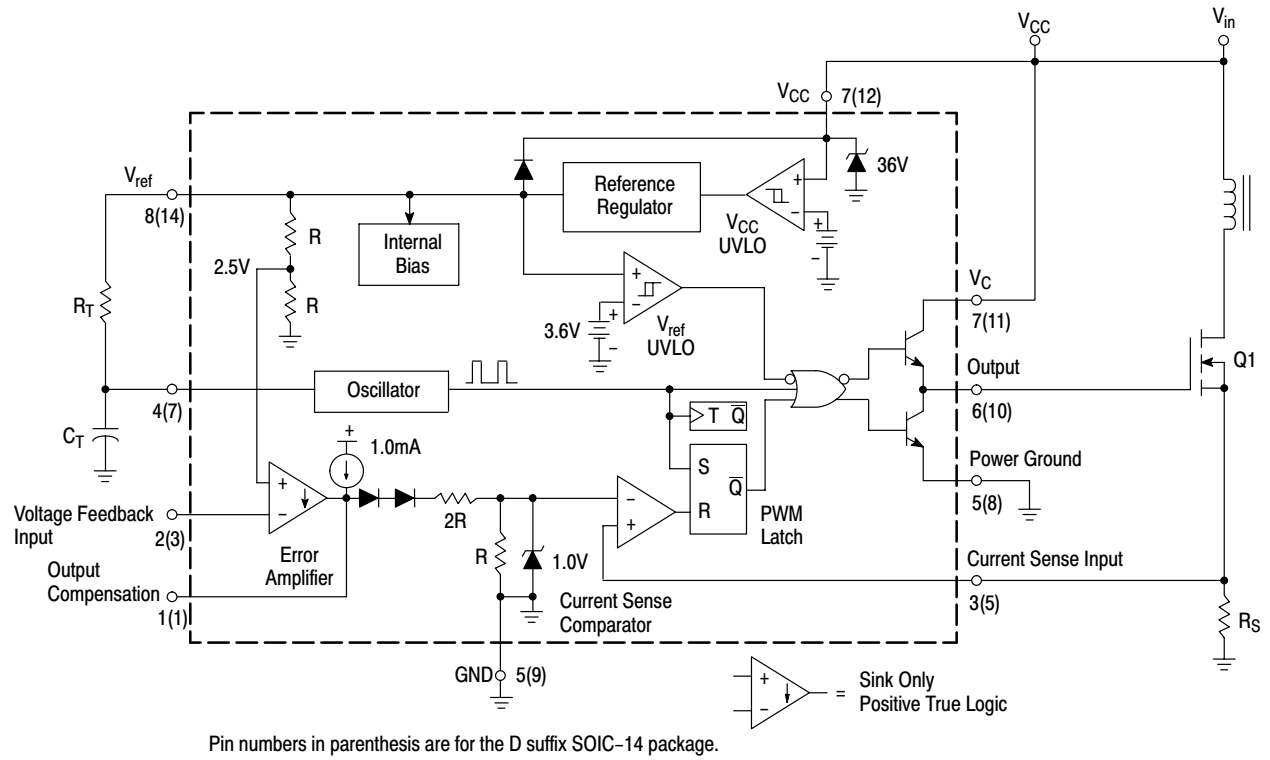 V_CC
V_in
V_CC 7(12)
V_ref
8(14)
R
Internal
Bias
2.5V
R
Reference
Regulator
+
−
V_CC
UVLO
+
−
36V
R_T
+
−
3.6V
+
−
V_ref
UVLO
V_C
7(11)
Q1
Output
6(10)
Oscillator
4(7)
C_T
T Q̅
+
1.0mA
S
Q̅
R
PWM
Latch
Power Ground
5(8)
+
−
Voltage Feedback
Input
2(3)
Error
Amplifier
2R
R
1.0V
−
+
Current Sense Input
3(5)
Output
Compensation
1(1)
Current Sense
Comparator
R_S
GND 5(9)
+
−
= Sink Only
Positive True Logic
Pin numbers in parenthesis are for the D suffix SOIC−14 package.